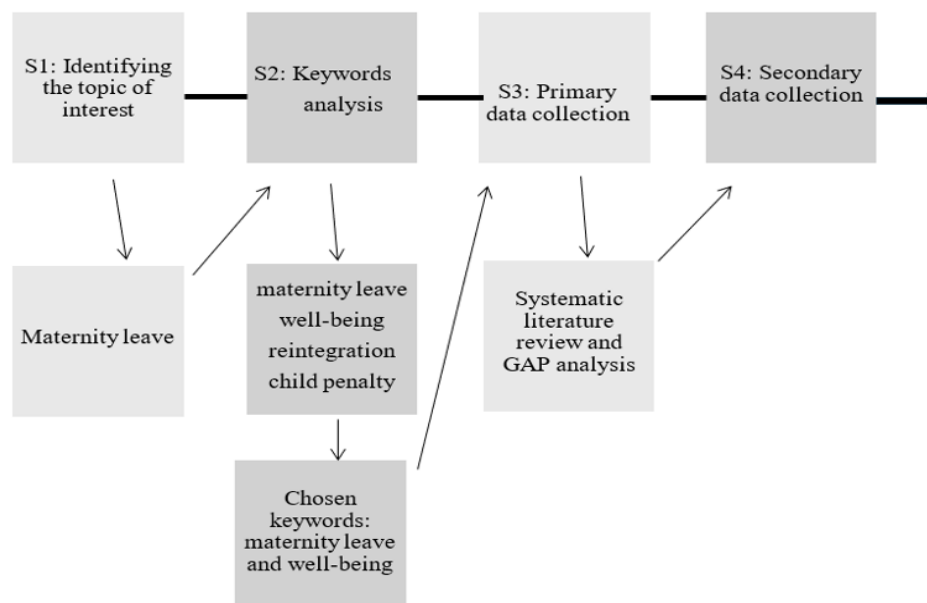 S1: Identifying
the topic of
interest
S2: Keywords
analysis
S3: Primary
data collection
S4: Secondary
data collection
Maternity leave
maternity leave
well-being
reintegration
child penalty
Systematic
literature
review and
GAP analysis
Chosen
keywords:
maternity leave
and well-being